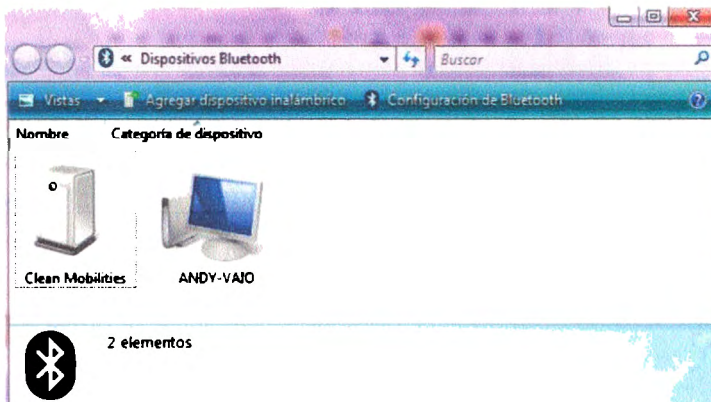 « Dispositivos Bluetooth Buscar
Vistas Agregar dispositivo inalámbrico Configuración de Bluetooth
Nombre Categoría de dispositivo
Clean Mobilities ANDY-VAIO
2 elementos